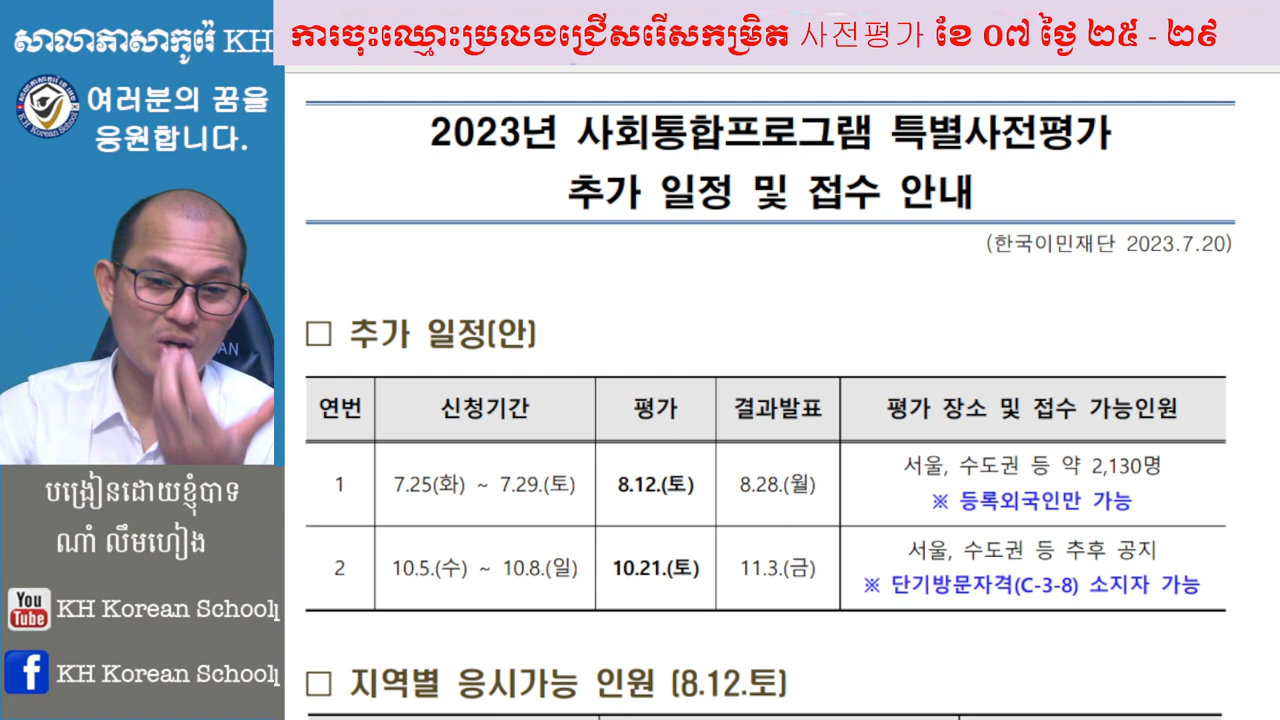 សាលាភាសាកូរ៉េ KH
ការចុះឈ្មោះប្រលងជ្រើសរើសកម្រិត 사전평가 ខែ ០៧ ថ្ងៃ ២៥ - ២៩
여러분의 꿈을
응원합니다.
2023년 사회통합프로그램 특별사전평가
추가 일정 및 접수 안내
(한국이민재단 2023.7.20)
□ 추가 일정(안)
연번 신청기간 평가 결과발표 평가 장소 및 접수 가능인원
1 7.25(화) ~ 7.29.(토) 8.12.(토) 8.28.(월) 서울, 수도권 등 약 2,130명
※ 등록외국인만 가능
2 10.5.(수) ~ 10.8.(일) 10.21.(토) 11.3.(금) 서울, 수도권 등 추후 공지
※ 단기방문자격(C-3-8) 소지자 가능
□ 지역별 응시가능 인원 (8.12.토)
បង្រៀនដោយខ្ញុំបាទ
ណាំ លឹមហៀង
You Tube KH Korean School
f KH Korean School